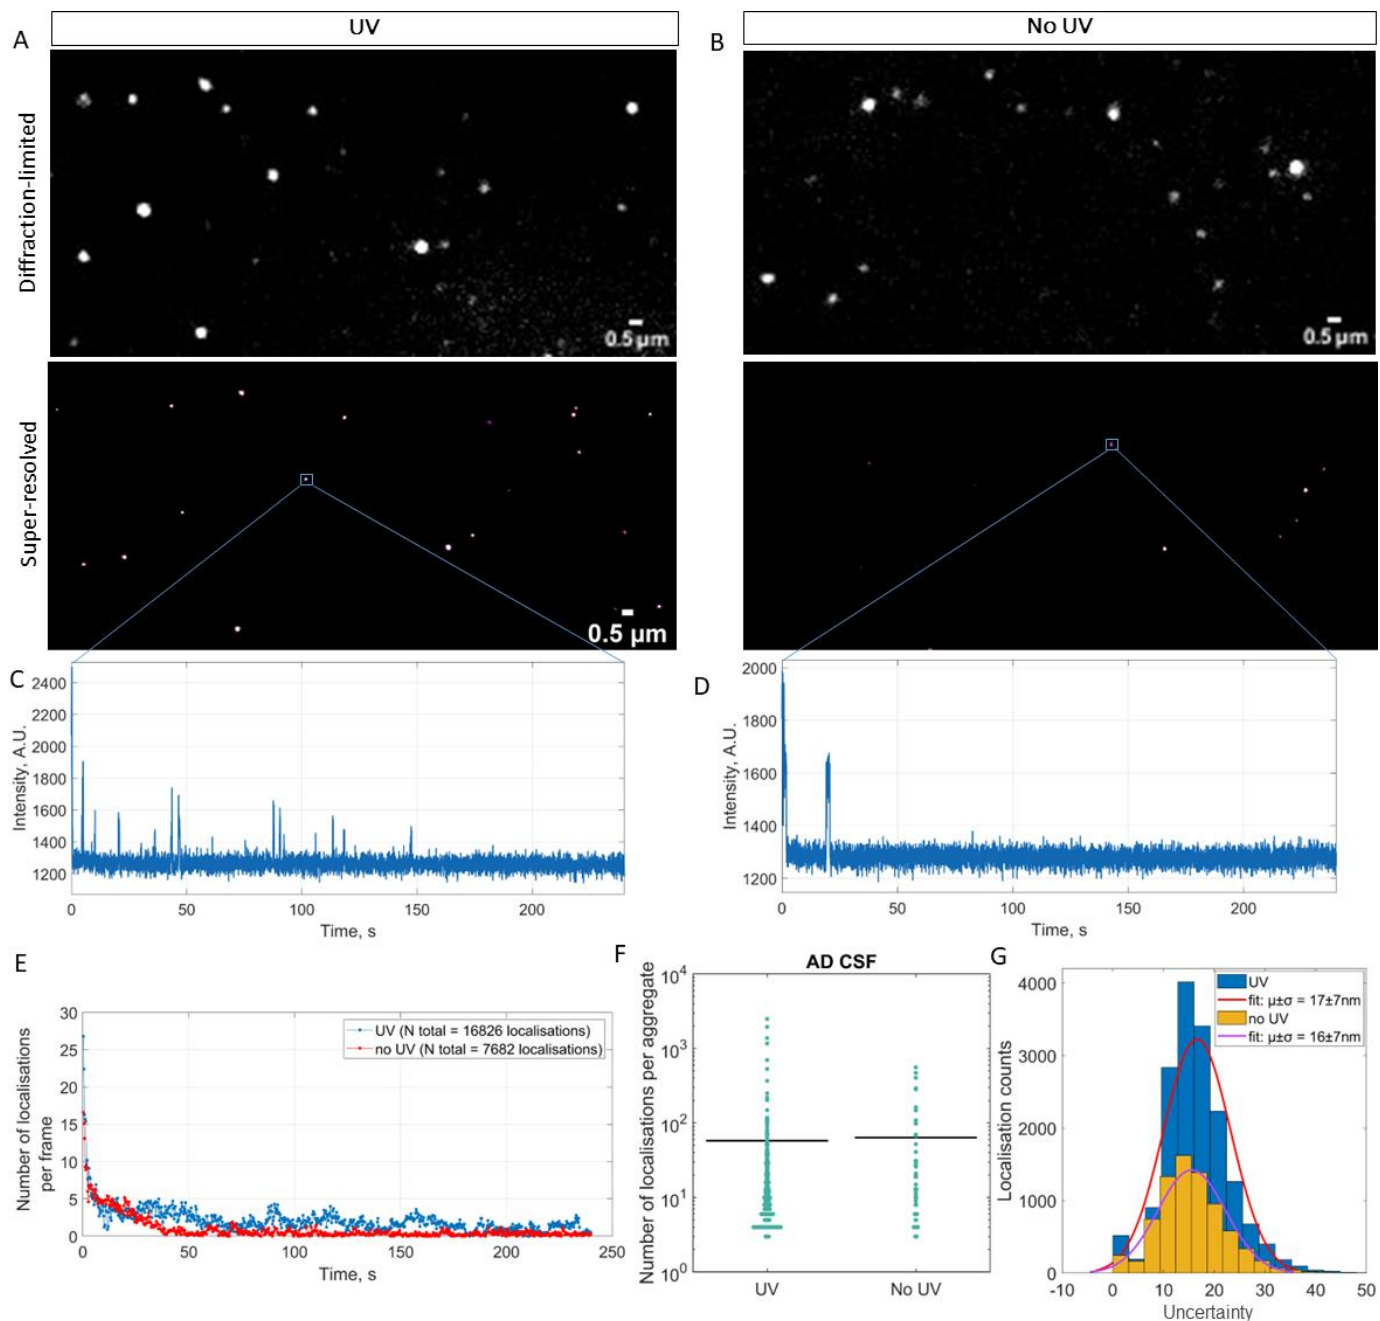 UV
No UV
A
B
Diffraction-limited
0.5 µm
0.5 µm
Super-resolved
0.5 µm
C
D
2400
2200
2000
1800
1600
1400
1200
Intensity, A.U.
0 50 100 150 200
Time, s
2000
1800
1600
1400
1200
Intensity, A.U.
0 50 100 150 200
Time, s
E
30
25
20
15
10
5
0
Number of localisations
per frame
UV (N total = 16826 localisations)
no UV (N total = 7682 localisations)
0 50 100 150 200 250
Time, s
F
AD CSF
Number of localisations per aggregate
10^4
10^3
10^2
10^1
10^0
UV No UV
G
Localisation counts
4000
3000
2000
1000
0
UV
fit: µ±σ = 17±7nm
no UV
fit: µ±σ = 16±7nm
-10 0 10 20 30 40 50
Uncertainty